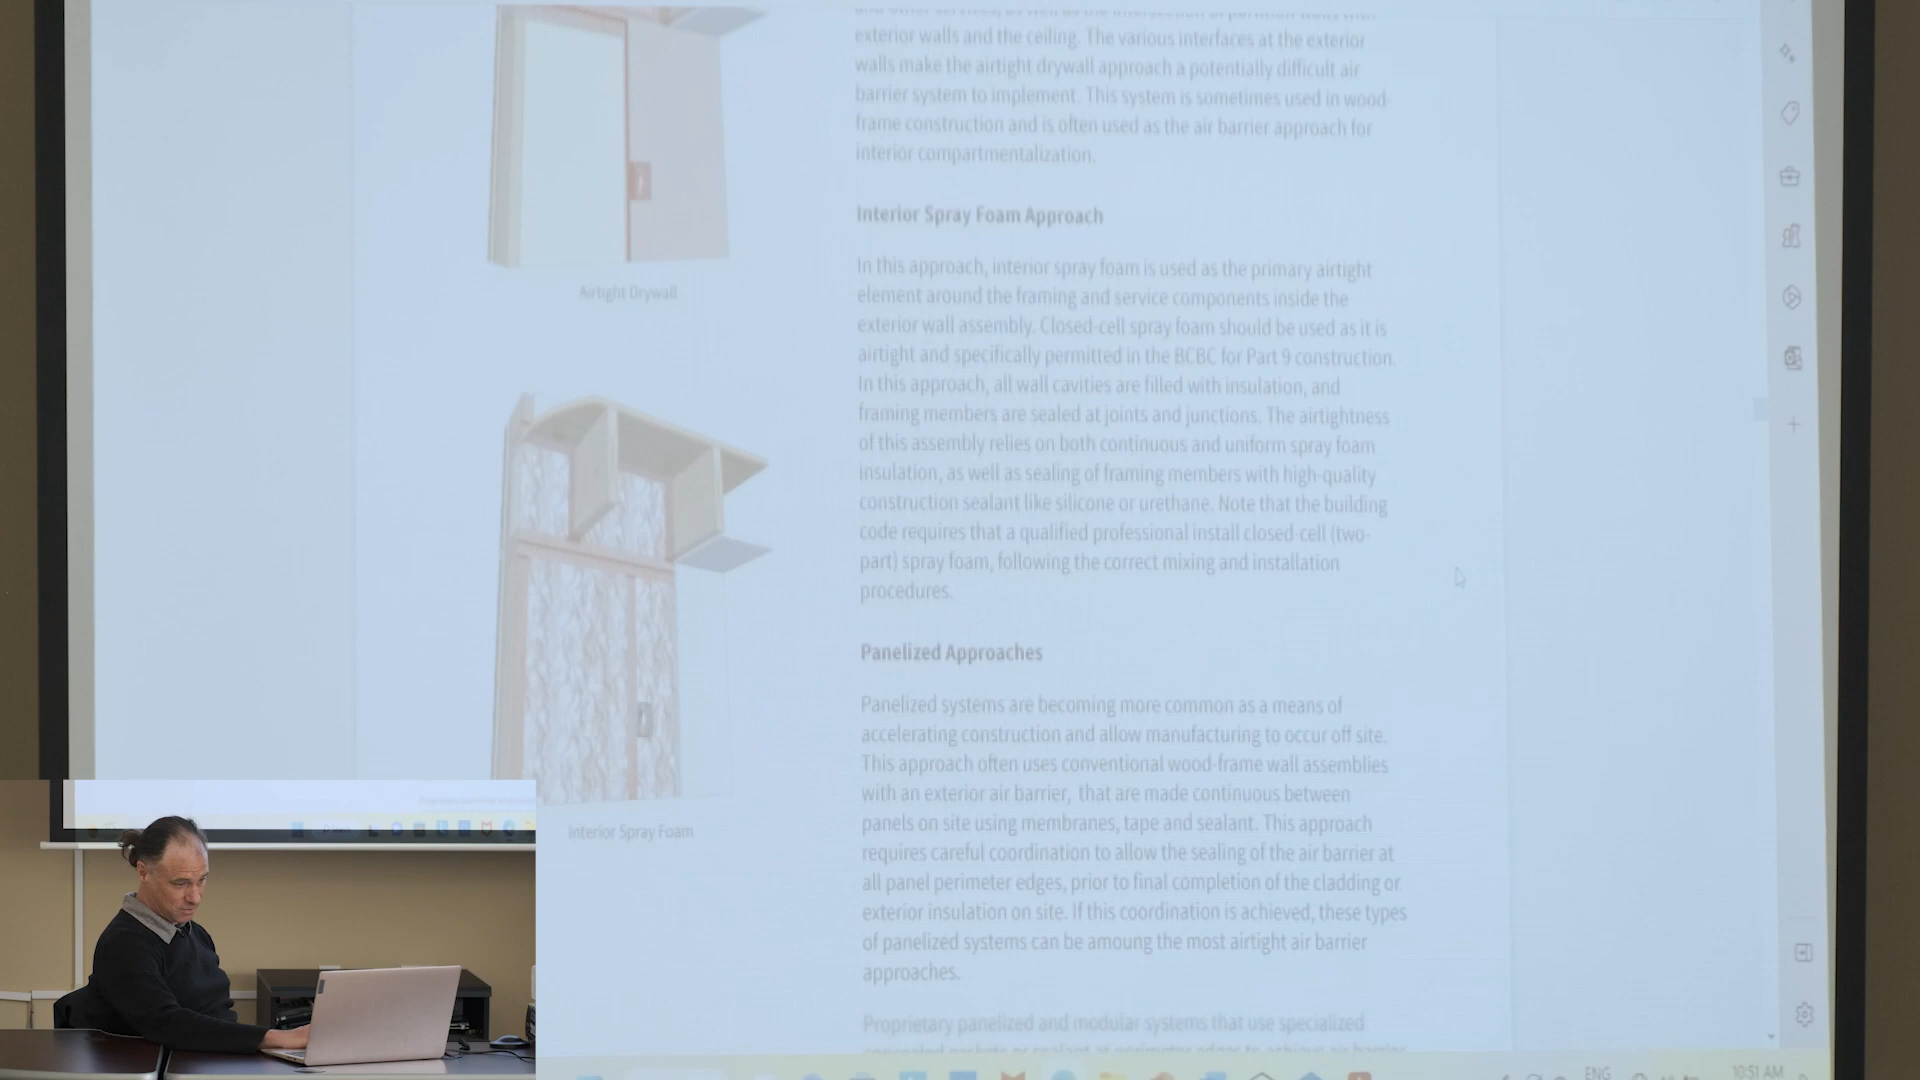 exterior walls and the ceiling. The various interfaces at the exterior
walls make the airtight drywall approach a potentially difficult air
barrier system to implement. This system is sometimes used in wood-
frame construction and is often used as the air barrier approach for
interior compartmentalization.
Airtight Drywall
Interior Spray Foam Approach
In this approach, interior spray foam is used as the primary airtight
element around the framing and service components inside the
exterior wall assembly. Closed-cell spray foam should be used as it is
airtight and specifically permitted in the BCBC for Part 9 construction.
In this approach, all wall cavities are filled with insulation, and
framing members are sealed at joints and junctions. The airtightness
of this assembly relies on both continuous and uniform spray foam
insulation, as well as sealing of framing members with high-quality
construction sealant like silicone or urethane. Note that the building
code requires that a qualified professional install closed-cell (two-
part) spray foam, following the correct mixing and installation
procedures.
Interior Spray Foam
Panelized Approaches
Panelized systems are becoming more common as a means of
accelerating construction and allow manufacturing to occur off site.
This approach often uses conventional wood-frame wall assemblies
with an exterior air barrier, that are made continuous between
panels on site using membranes, tape and sealant. This approach
requires careful coordination to allow the sealing of the air barrier at
all panel perimeter edges, prior to final completion of the cladding or
exterior insulation on site. If this coordination is achieved, these types
of panelized systems can be amoung the most airtight air barrier
approaches.
Proprietary panelized and modular systems that use specialized
ENG
10:51 AM